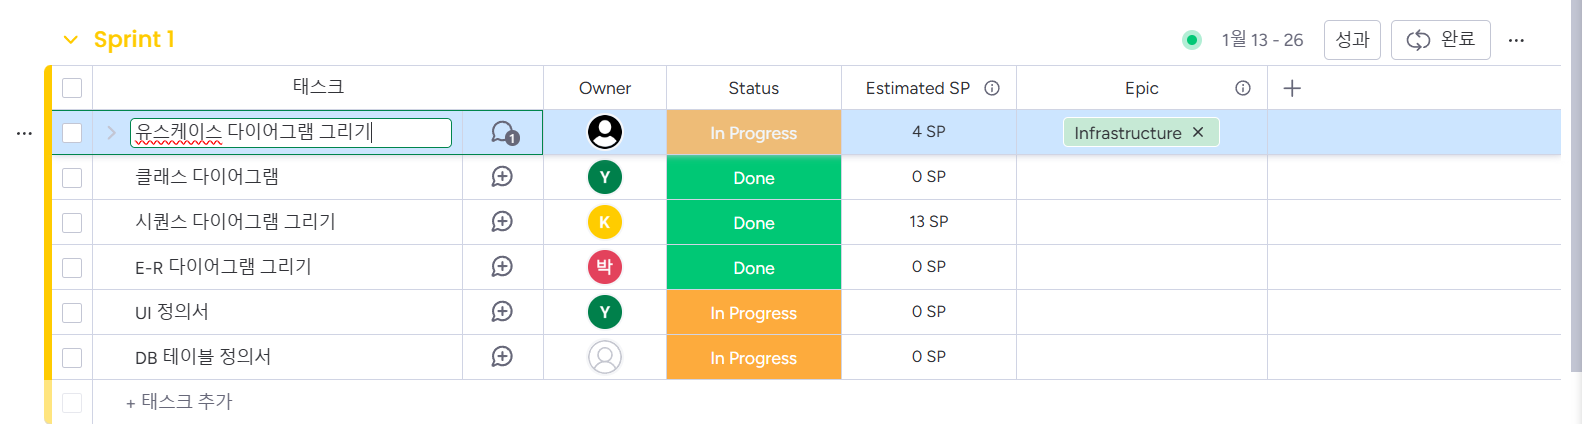 Sprint 1 1월 13 - 26 성과 완료
태스크 Owner Status Estimated SP Epic
유스케이스 다이어그램 그리기 1 In Progress 4 SP Infrastructure
클래스 다이어그램 Y Done 0 SP
시퀀스 다이어그램 그리기 K Done 13 SP
E-R 다이어그램 그리기 박 Done 0 SP
UI 정의서 Y In Progress 0 SP
DB 테이블 정의서 In Progress 0 SP
+ 태스크 추가